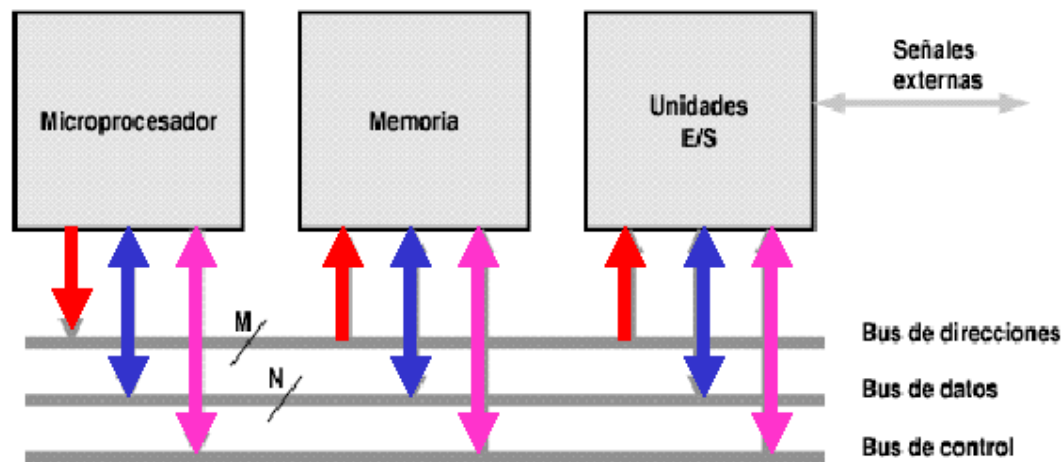 Microprocesador
Memoria
Unidades
E/S
Señales
externas
M
Bus de direcciones
N
Bus de datos
Bus de control